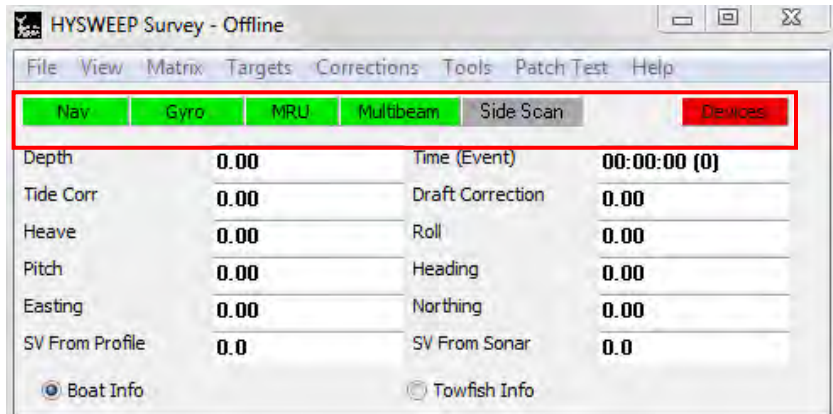 HYSWEEP Survey - Offline
File View Matrix Targets Corrections Tools Patch Test Help
Nav Gyro MRU Multibeam Side Scan Devices
Depth 0.00 Time (Event) 00:00:00 (0)
Tide Corr 0.00 Draft Correction 0.00
Heave 0.00 Roll 0.00
Pitch 0.00 Heading 0.00
Easting 0.00 Northing 0.00
SV From Profile 0.0 SV From Sonar 0.0
Boat Info Towfish Info